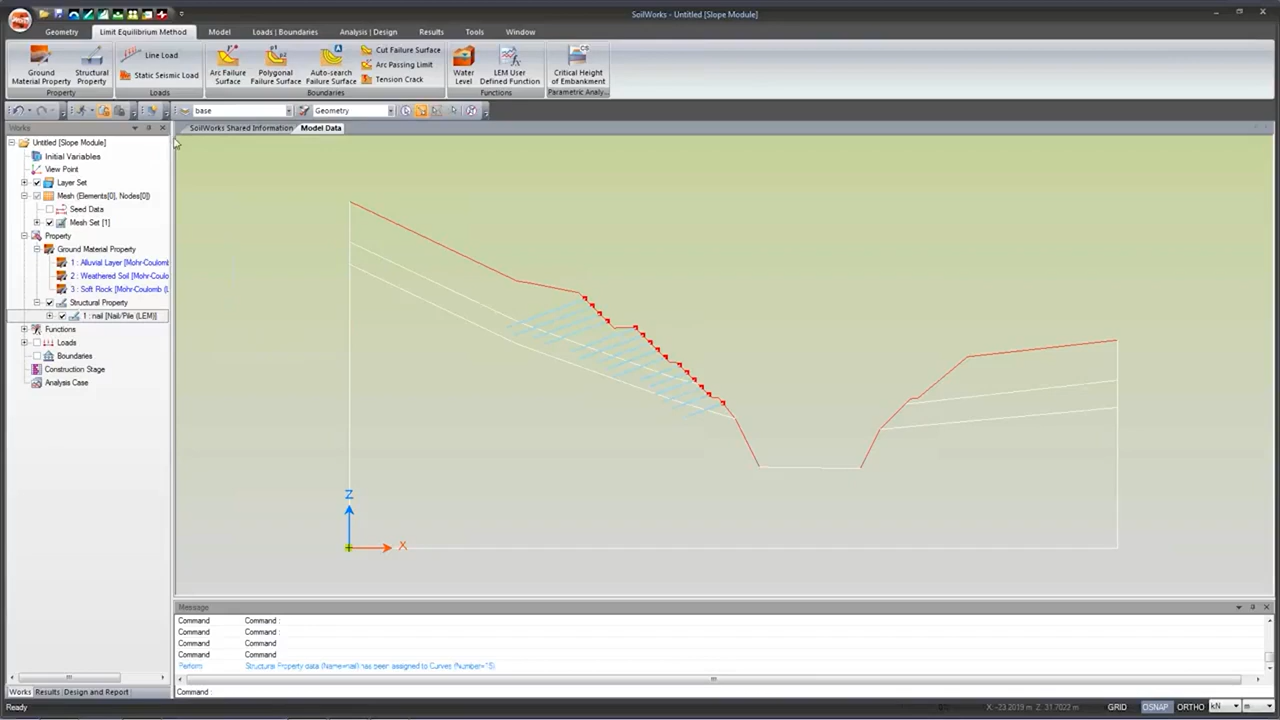 SoilWorks - Untitled [Slope Module]
Geometry
Limit Equilibrium Method
Model
Loads | Boundaries
Analysis | Design
Results
Tools
Window
Ground Material Property
Structural Property
Property
Line Load
Static Seismic Load
Loads
Arc Failure Surface
Polygonal Failure Surface
Auto-search Failure Surface
Cut Failure Surface
Arc Passing Limit
Tension Crack
Boundaries
Water Level
LEM User Defined Function
Functions
CS
Critical Height of Embankment
Parametric Analy...
base
Geometry
Works
SoilWorks Shared Information
Model Data
Untitled [Slope Module]
Initial Variables
View Point
Layer Set
Mesh (Elements[0], Nodes[0])
Seed Data
Mesh Set [1]
Property
Ground Material Property
1 : Alluvial Layer [Mohr-Coulomb
2 : Weathered Soil [Mohr-Coulo
3 : Soft Rock [Mohr-Coulomb (L
Structural Property
1 : nail [Nail/Pile (LEM)]
Functions
Loads
Boundaries
Construction Stage
Analysis Case
Z
X
Message
Command Command :
Command Command :
Command Command
Command Command
Perform Structural Property data (Name=nail) has been assigned to Curves (Number=15)
Command :
Works
Results
Design and Report
Ready
X: -23.2019 m Z: 31.7022 m
GRID
OSNAP
ORTHO
kN
m